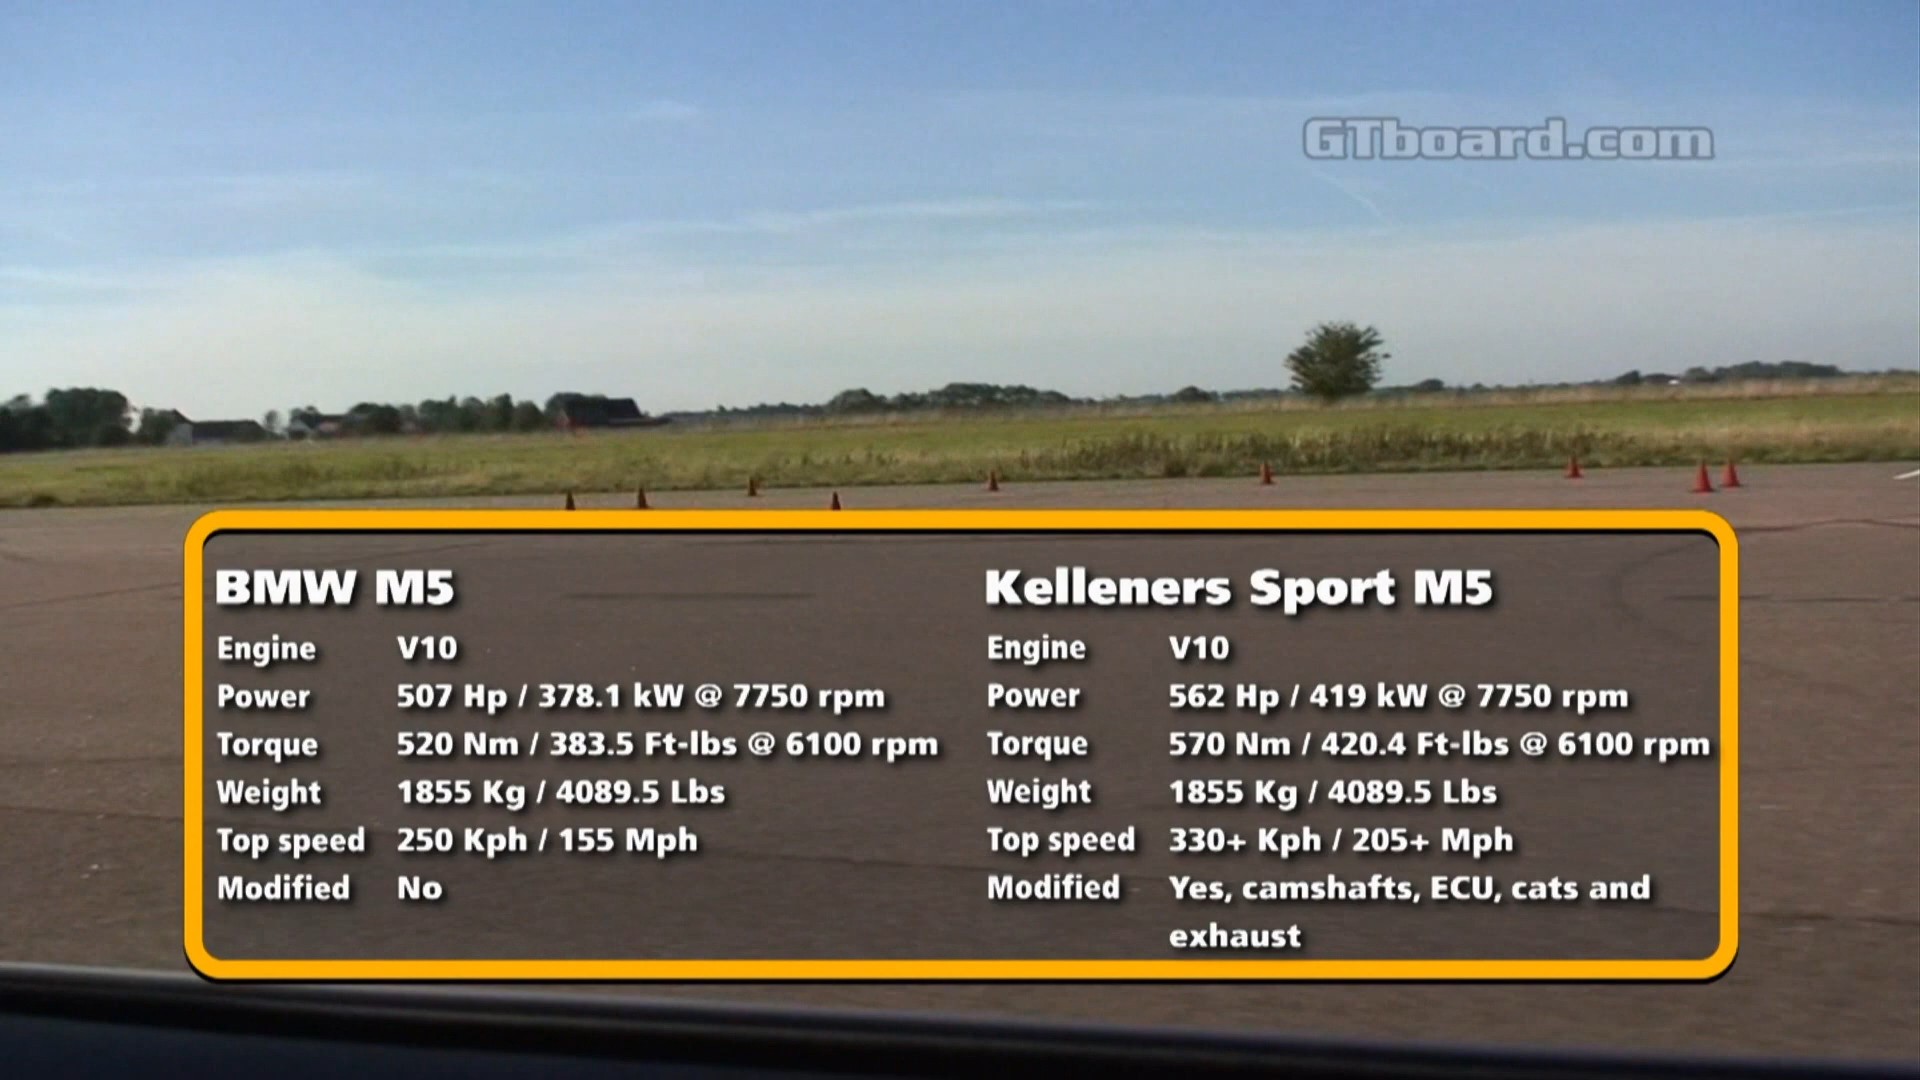 GTboard.com
BMW M5
Engine V10
Power 507 Hp / 378.1 kW @ 7750 rpm
Torque 520 Nm / 383.5 Ft-lbs @ 6100 rpm
Weight 1855 Kg / 4089.5 Lbs
Top speed 250 Kph / 155 Mph
Modified No
Kelleners Sport M5
Engine V10
Power 562 Hp / 419 kW @ 7750 rpm
Torque 570 Nm / 420.4 Ft-lbs @ 6100 rpm
Weight 1855 Kg / 4089.5 Lbs
Top speed 330+ Kph / 205+ Mph
Modified Yes, camshafts, ECU, cats and
exhaust